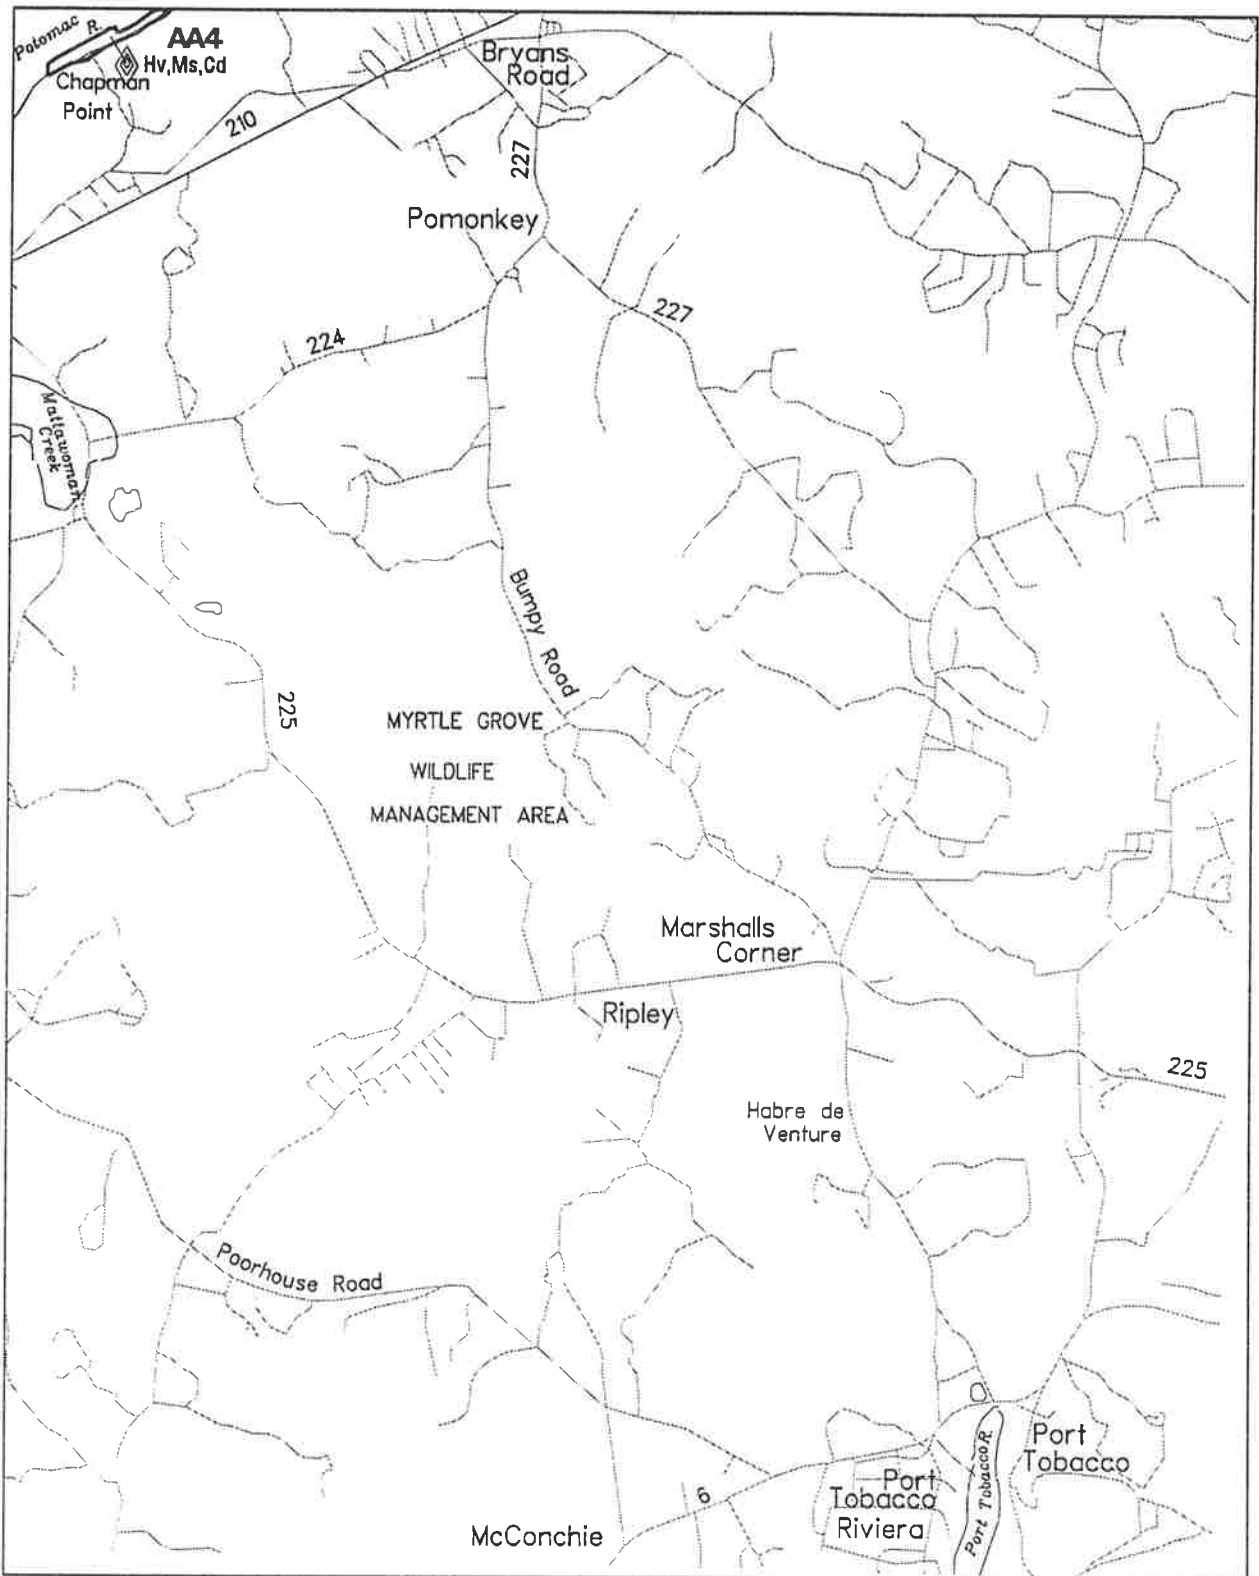 Potomac R.
AA4
Hv,Ms,Cd
Chapman
Point
Bryans
Road
210
227
Pomonkey
227
224
Mattawoman
Creek
Bumpy Road
225
MYRTLE GROVE
WILDLIFE
MANAGEMENT AREA
Marshalls
Corner
Ripley
225
Habre de
Venture
Poorhouse Road
Port
Tobacco
Port Tobacco R.
Port
Tobacco
Riviera
6
McConchie